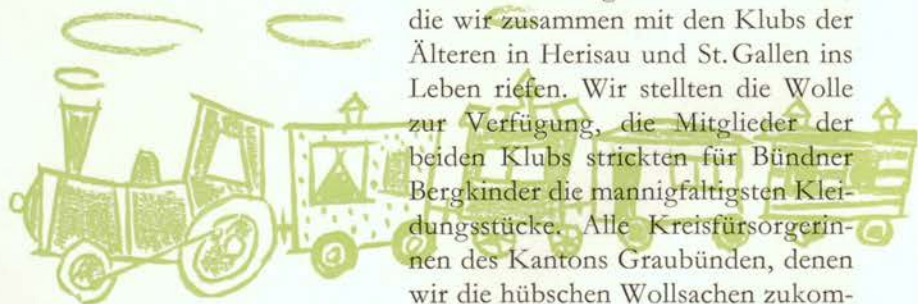 die wir zusammen mit den Klubs der
Älteren in Herisau und St. Gallen ins
Leben riefen. Wir stellten die Wolle
zur Verfügung, die Mitglieder der
beiden Klubs strickten für Bündner
Bergkinder die mannigfaltigsten Klei-
dungsstücke. Alle Kreisfürsorgerin-
nen des Kantons Graubünden, denen
wir die hübschen Wollsachen zukom-